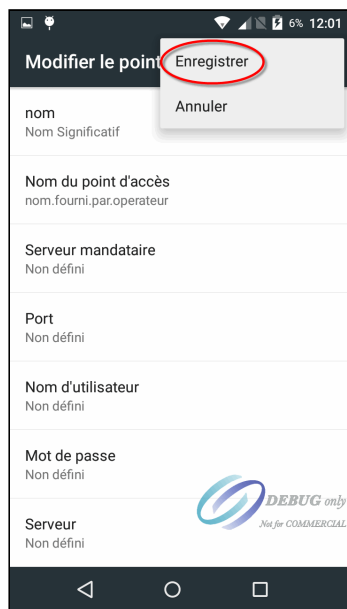 6% 12:01
Modifier le point
Enregistrer
Annuler
nom
Nom Significatif
Nom du point d'accès
nom.fourni.par.operateur
Serveur mandataire
Non défini
Port
Non défini
Nom d'utilisateur
Non défini
Mot de passe
Non défini
Serveur
Non défini
DEBUG only
Not for COMMERCIAL